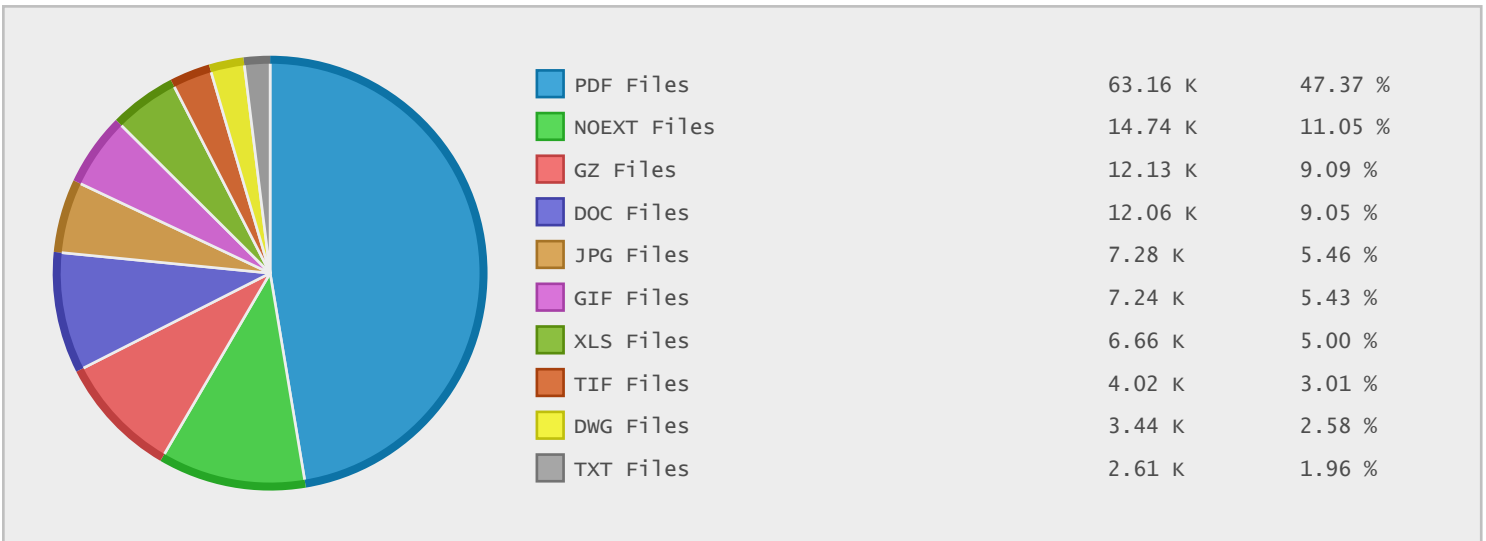 PDF Files 63.16 K 47.37 %
NOEXT Files 14.74 K 11.05 %
GZ Files 12.13 K 9.09 %
DOC Files 12.06 K 9.05 %
JPG Files 7.28 K 5.46 %
GIF Files 7.24 K 5.43 %
XLS Files 6.66 K 5.00 %
TIF Files 4.02 K 3.01 %
DWG Files 3.44 K 2.58 %
TXT Files 2.61 K 1.96 %